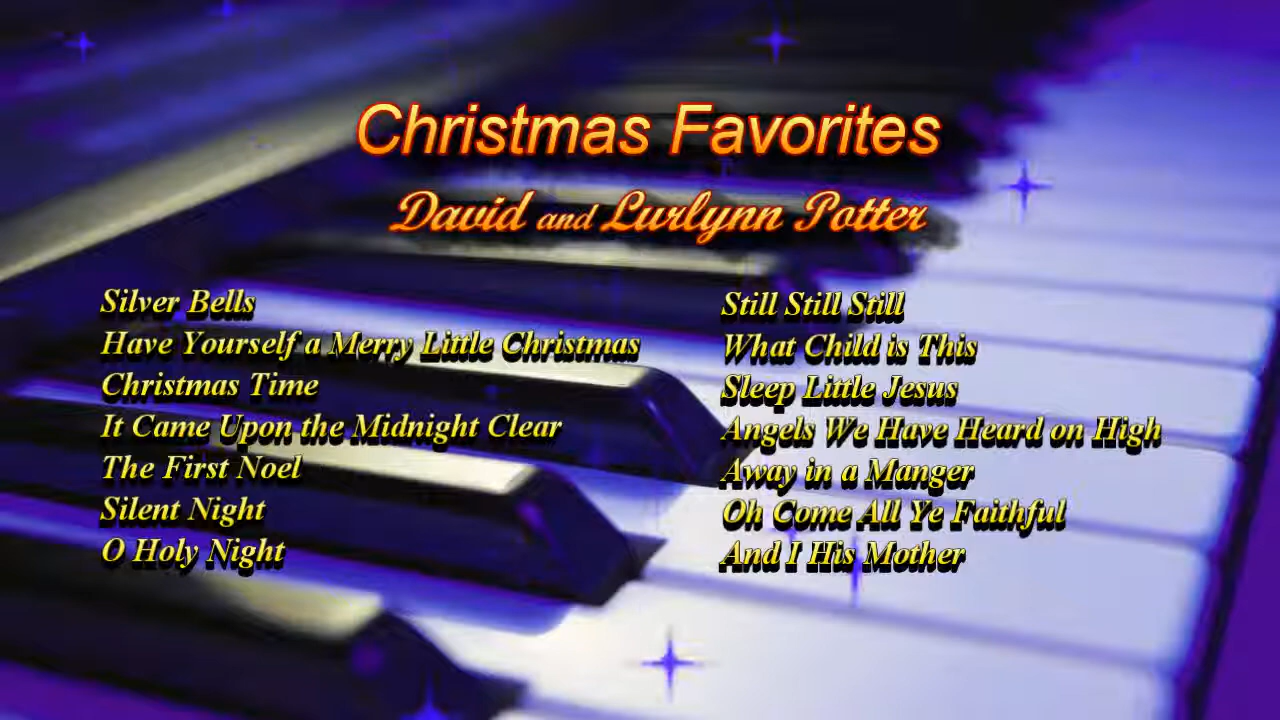 Christmas Favorites
David and Lurlynn Potter
Silver Bells
Have Yourself a Merry Little Christmas
Christmas Time
It Came Upon the Midnight Clear
The First Noel
Silent Night
O Holy Night
Still Still Still
What Child is This
Sleep Little Jesus
Angels We Have Heard on High
Away in a Manger
Oh Come All Ye Faithful
And I His Mother